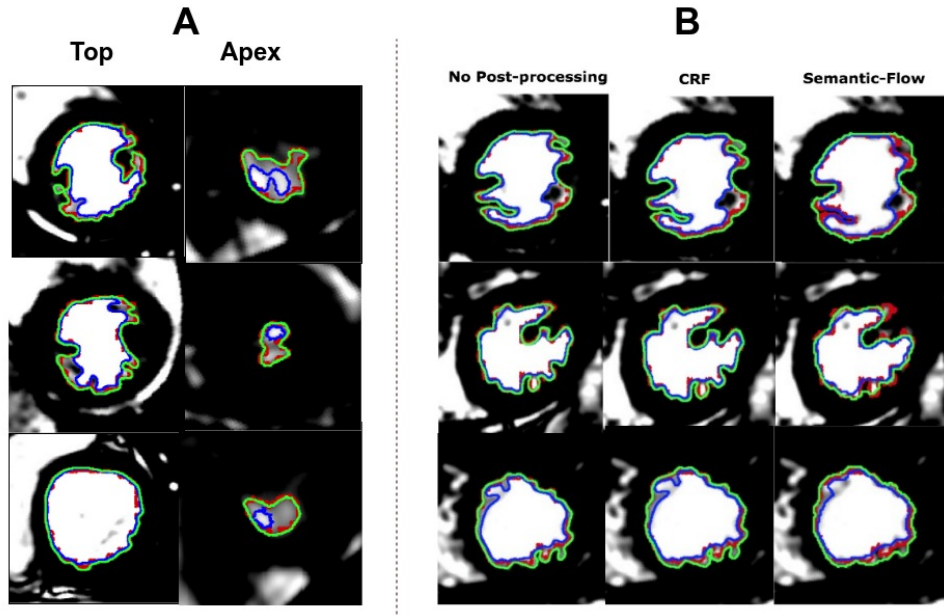 A
B
Top
Apex
No Post-processing
CRF
Semantic-Flow